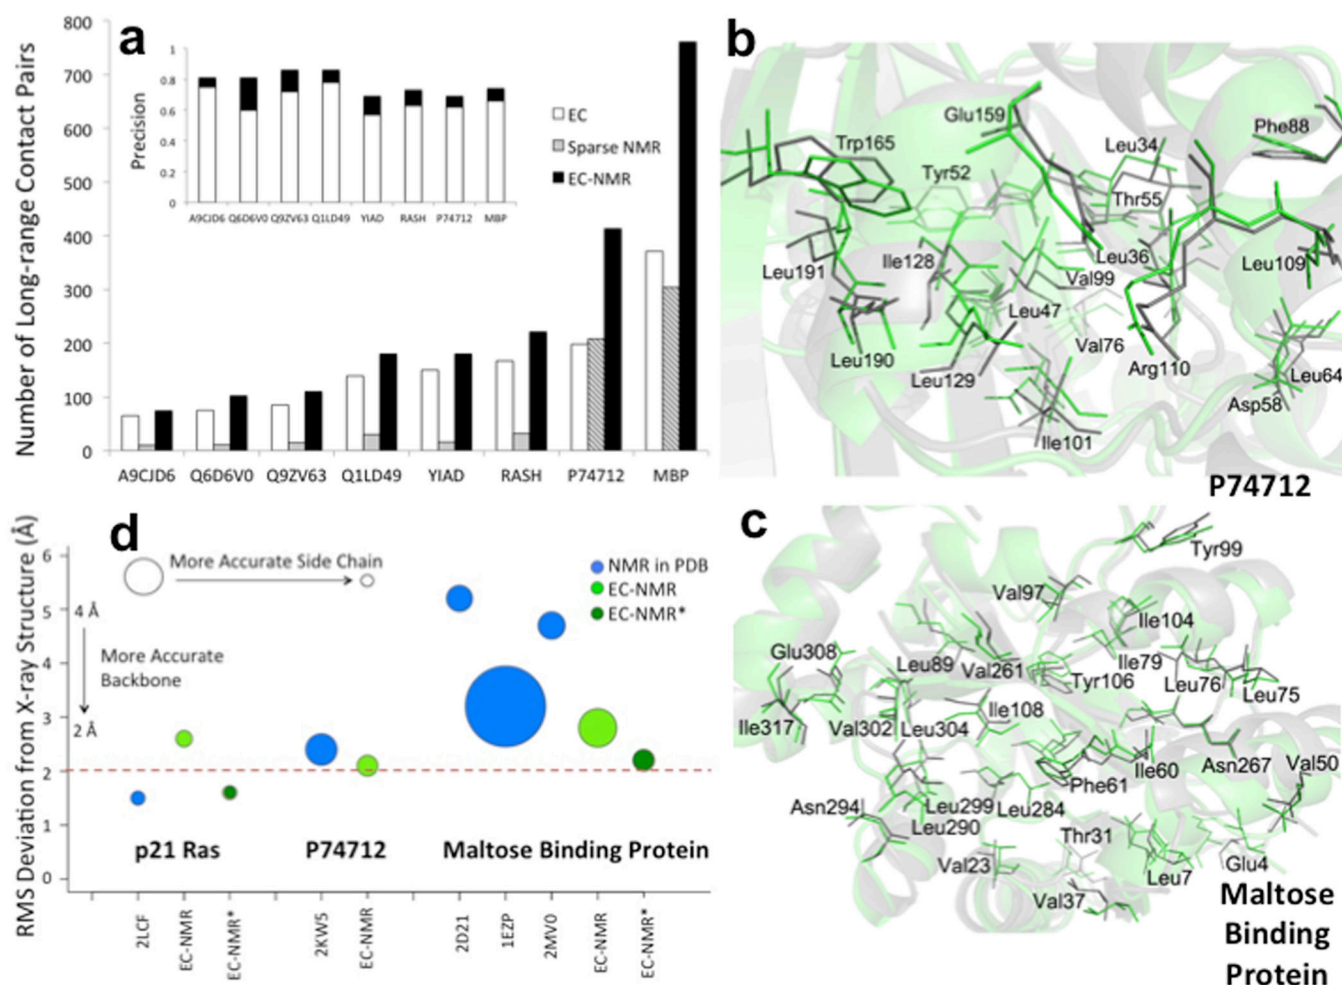 a
Number of Long-range Contact Pairs
800
700
600
500
400
300
200
100
0
Precision
1
0.8
0.6
0.4
0.2
0
A9CJD6 Q6D6V0 Q9ZV63 Q1LD49 YIAD RASH P74712 MBP
EC
Sparse NMR
EC-NMR
A9CJD6 Q6D6V0 Q9ZV63 Q1LD49 YIAD RASH P74712 MBP
b
Glu159
Phe88
Trp165
Leu34
Tyr52
Thr55
Leu191
Ile128
Leu36
Leu109
Val99
Leu47
Val76
Leu190
Leu129
Arg110
Leu64
Asp58
Ile101
P74712
c
Tyr99
Val97
Ile104
Glu308
Leu89
Val261
Ile79
Tyr106
Leu76
Leu75
Ile317
Val302
Leu304
Ile108
Asn267
Val50
Ile60
Phe61
Asn294
Leu299
Leu284
Leu290
Thr31
Val23
Leu7
Glu4
Val37
Maltose
Binding
Protein
d
RMS Deviation from X-ray Structure (Å)
6
5
4
3
2
1
0
More Accurate Side Chain
4 Å
More Accurate
Backbone
2 Å
NMR in PDB
EC-NMR
EC-NMR*
p21 Ras
P74712
Maltose Binding Protein
2LCF
EC-NMR
EC-NMR*
2KW5
EC-NMR
2D21
1EZP
2MV0
EC-NMR
EC-NMR*